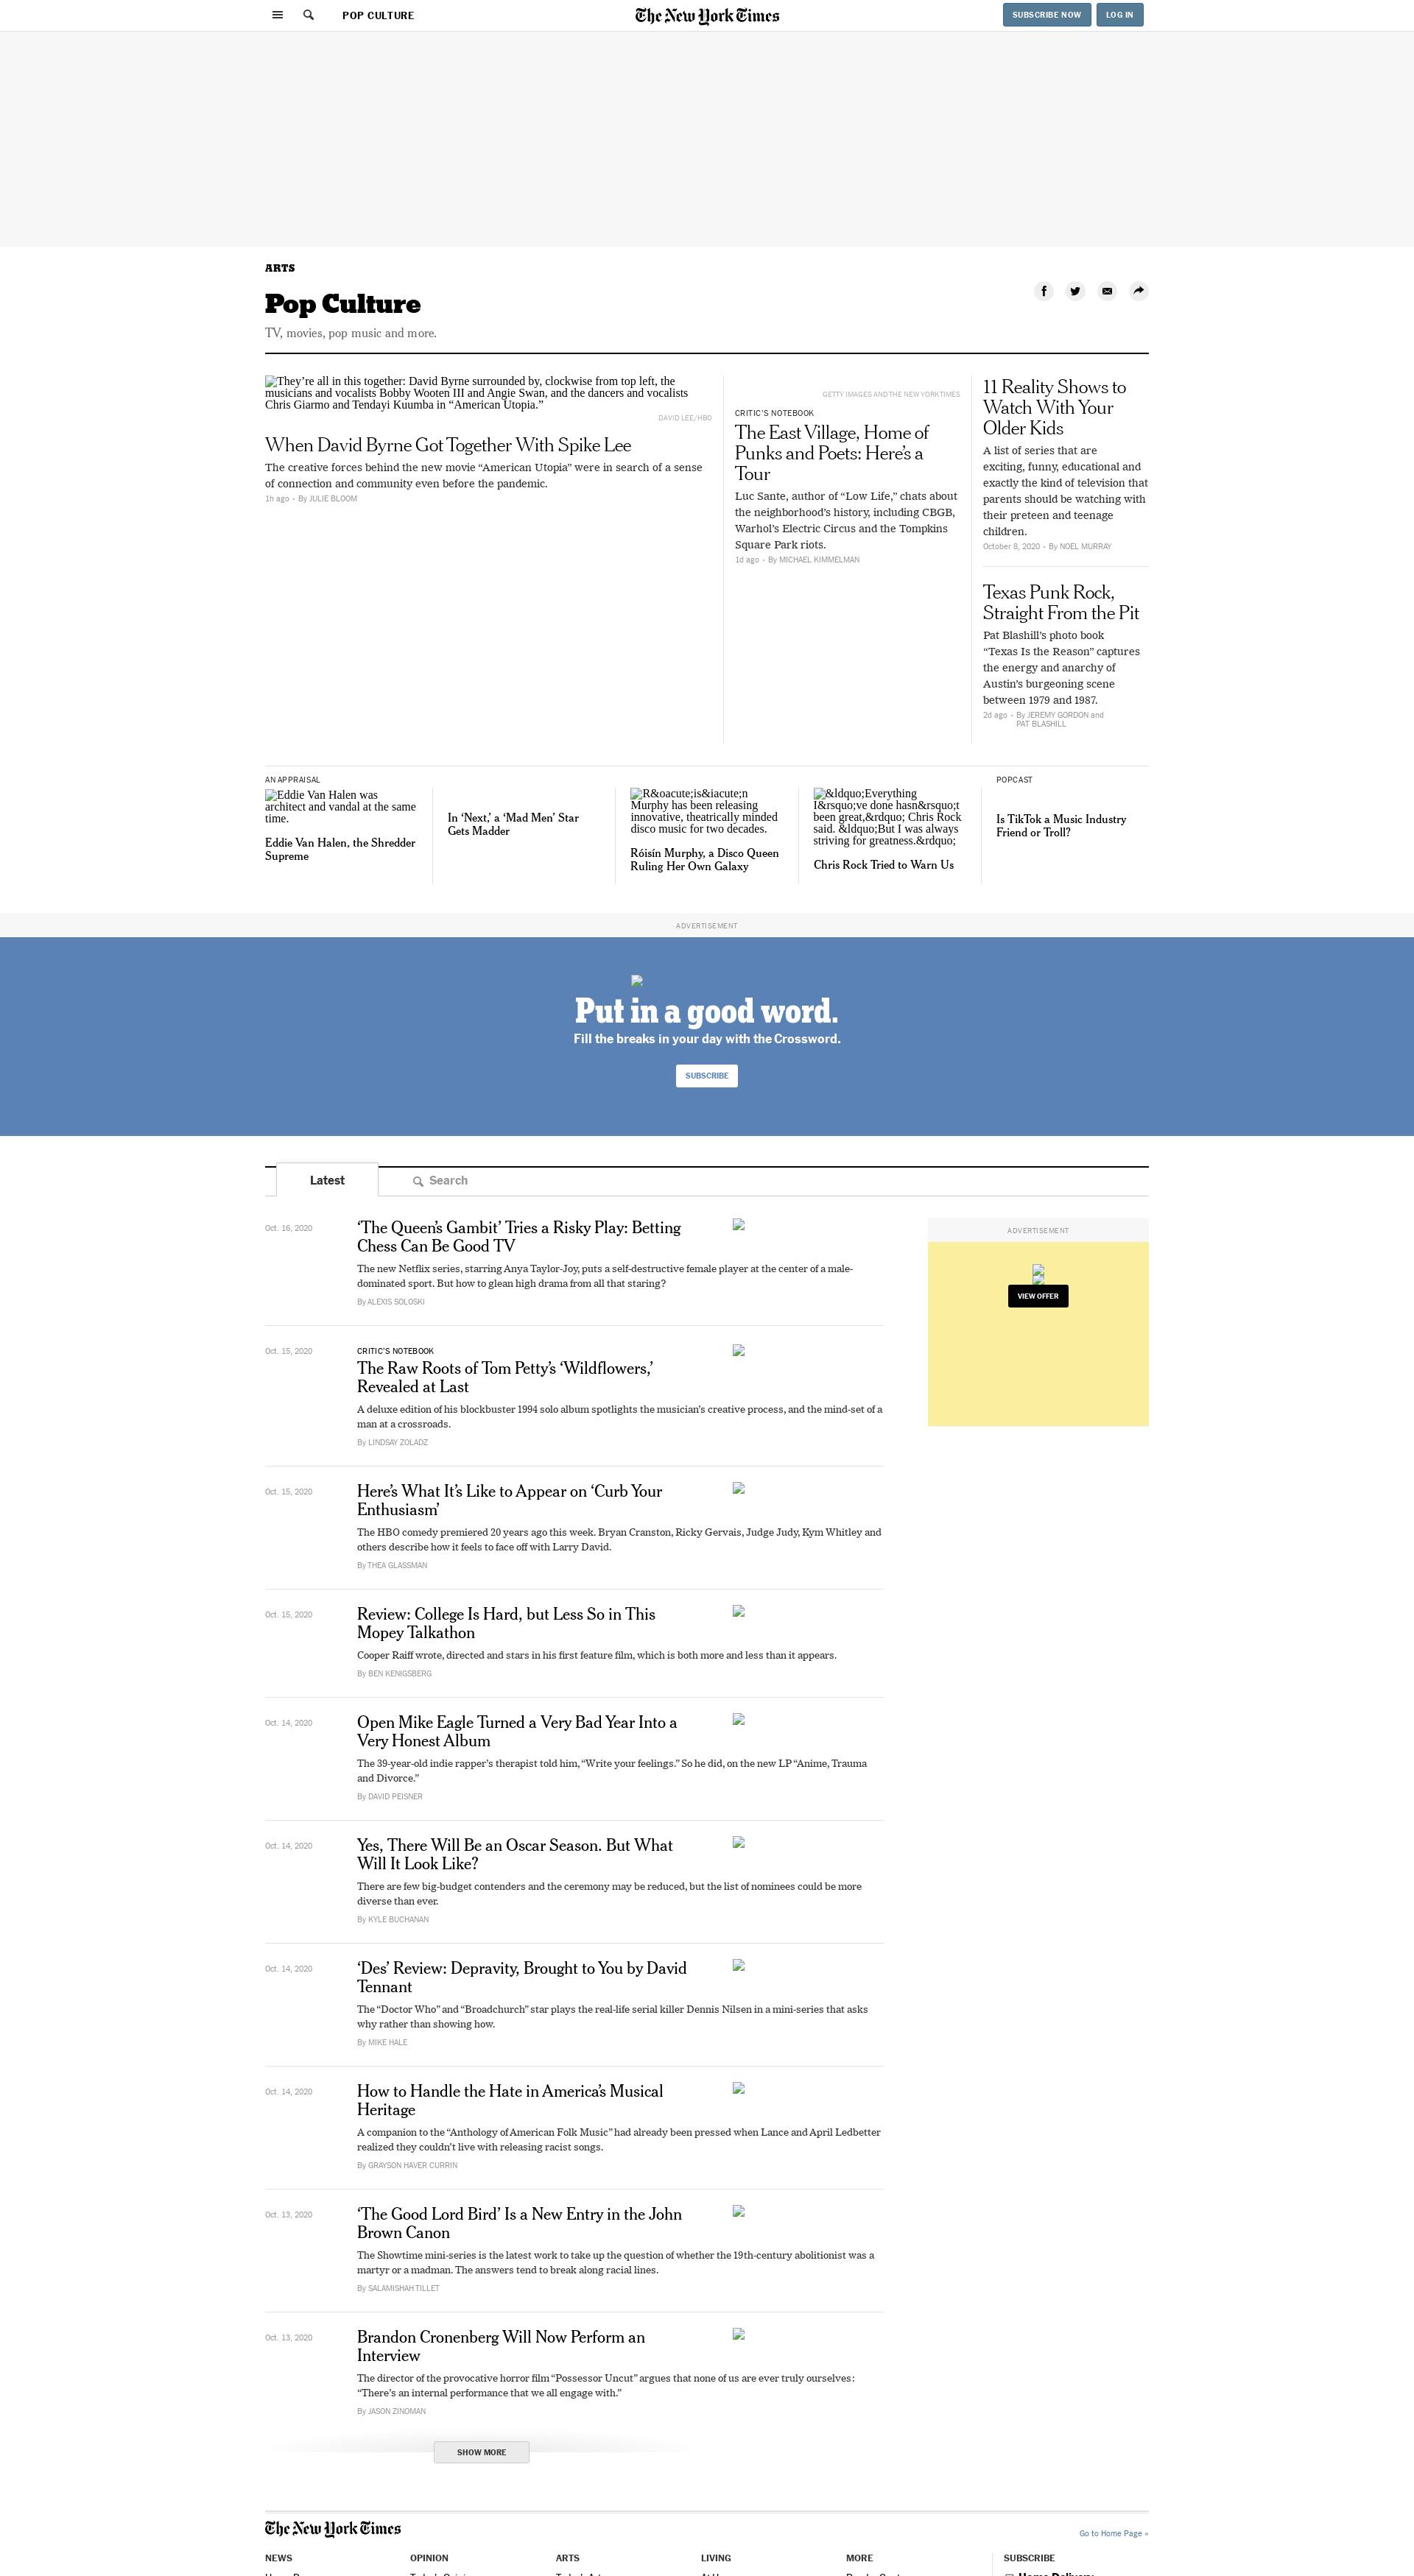 POP CULTURE
The New York Times
SUBSCRIBE NOW
LOG IN
ARTS
Pop Culture
TV, movies, pop music and more.
They’re all in this together: David Byrne surrounded by, clockwise from top left, the
musicians and vocalists Bobby Wooten III and Angie Swan, and the dancers and vocalists
Chris Giarmo and Tendayi Kuumba in “American Utopia.”
DAVID LEE/HBO
When David Byrne Got Together With Spike Lee
The creative forces behind the new movie “American Utopia” were in search of a sense
of connection and community even before the pandemic.
1h ago • By JULIE BLOOM
GETTY IMAGES AND THE NEW YORK TIMES
CRITIC’S NOTEBOOK
The East Village, Home of
Punks and Poets: Here’s a
Tour
Luc Sante, author of “Low Life,” chats about
the neighborhood’s history, including CBGB,
Warhol’s Electric Circus and the Tompkins
Square Park riots.
1d ago • By MICHAEL KIMMELMAN
11 Reality Shows to
Watch With Your
Older Kids
A list of series that are
exciting, funny, educational and
exactly the kind of television that
parents should be watching with
their preteen and teenage
children.
October 8, 2020 • By NOEL MURRAY
Texas Punk Rock,
Straight From the Pit
Pat Blashill’s photo book
“Texas Is the Reason” captures
the energy and anarchy of
Austin’s burgeoning scene
between 1979 and 1987.
2d ago • By JEREMY GORDON and
PAT BLASHILL
AN APPRAISAL
Eddie Van Halen was
architect and vandal at the same
time.
Eddie Van Halen, the Shredder
Supreme
In ‘Next,’ a ‘Mad Men’ Star
Gets Madder
R&oacute;is&iacute;n
Murphy has been releasing
innovative, theatrically minded
disco music for two decades.
Róisín Murphy, a Disco Queen
Ruling Her Own Galaxy
&ldquo;Everything
I&rsquo;ve done hasn&rsquo;t
been great,&rdquo; Chris Rock
said. &ldquo;But I was always
striving for greatness.&rdquo;
Chris Rock Tried to Warn Us
POPCAST
Is TikTok a Music Industry
Friend or Troll?
ADVERTISEMENT
Put in a good word.
Fill the breaks in your day with the Crossword.
SUBSCRIBE
Latest
Search
Oct. 16, 2020
‘The Queen’s Gambit’ Tries a Risky Play: Betting
Chess Can Be Good TV
The new Netflix series, starring Anya Taylor-Joy, puts a self-destructive female player at the center of a male-
dominated sport. But how to glean high drama from all that staring?
By ALEXIS SOLOSKI
ADVERTISEMENT
VIEW OFFER
Oct. 15, 2020
CRITIC’S NOTEBOOK
The Raw Roots of Tom Petty’s ‘Wildflowers,’
Revealed at Last
A deluxe edition of his blockbuster 1994 solo album spotlights the musician’s creative process, and the mind-set of a
man at a crossroads.
By LINDSAY ZOLADZ
Oct. 15, 2020
Here’s What It’s Like to Appear on ‘Curb Your
Enthusiasm’
The HBO comedy premiered 20 years ago this week. Bryan Cranston, Ricky Gervais, Judge Judy, Kym Whitley and
others describe how it feels to face off with Larry David.
By THEA GLASSMAN
Oct. 15, 2020
Review: College Is Hard, but Less So in This
Mopey Talkathon
Cooper Raiff wrote, directed and stars in his first feature film, which is both more and less than it appears.
By BEN KENIGSBERG
Oct. 14, 2020
Open Mike Eagle Turned a Very Bad Year Into a
Very Honest Album
The 39-year-old indie rapper’s therapist told him, “Write your feelings.” So he did, on the new LP “Anime, Trauma
and Divorce.”
By DAVID PEISNER
Oct. 14, 2020
Yes, There Will Be an Oscar Season. But What
Will It Look Like?
There are few big-budget contenders and the ceremony may be reduced, but the list of nominees could be more
diverse than ever.
By KYLE BUCHANAN
Oct. 14, 2020
‘Des’ Review: Depravity, Brought to You by David
Tennant
The “Doctor Who” and “Broadchurch” star plays the real-life serial killer Dennis Nilsen in a mini-series that asks
why rather than showing how.
By MIKE HALE
Oct. 14, 2020
How to Handle the Hate in America’s Musical
Heritage
A companion to the “Anthology of American Folk Music” had already been pressed when Lance and April Ledbetter
realized they couldn’t live with releasing racist songs.
By GRAYSON HAVER CURRIN
Oct. 13, 2020
‘The Good Lord Bird’ Is a New Entry in the John
Brown Canon
The Showtime mini-series is the latest work to take up the question of whether the 19th-century abolitionist was a
martyr or a madman. The answers tend to break along racial lines.
By SALAMISHAH TILLET
Oct. 13, 2020
Brandon Cronenberg Will Now Perform an
Interview
The director of the provocative horror film “Possessor Uncut” argues that none of us are ever truly ourselves:
“There’s an internal performance that we all engage with.”
By JASON ZINOMAN
SHOW MORE
The New York Times
Go to Home Page »
NEWS
OPINION
ARTS
LIVING
MORE
SUBSCRIBE